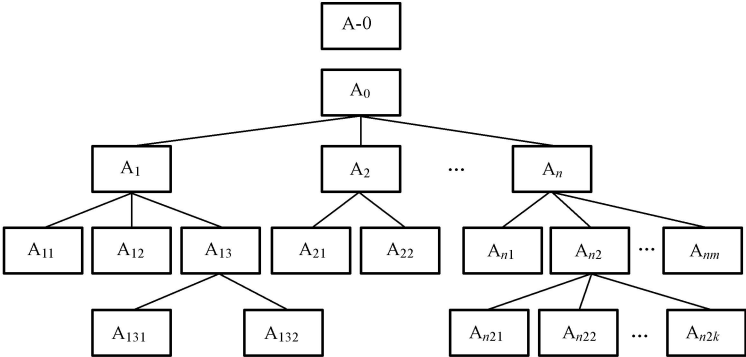 A-0
A₀
A₁ A₂ ... Aₙ
A₁₁ A₁₂ A₁₃ A₂₁ A₂₂ Aₙ₁ Aₙ₂ ... Aₙₘ
A₁₃₁ A₁₃₂ Aₙ₂₁ Aₙ₂₂ ... Aₙ₂ₖ